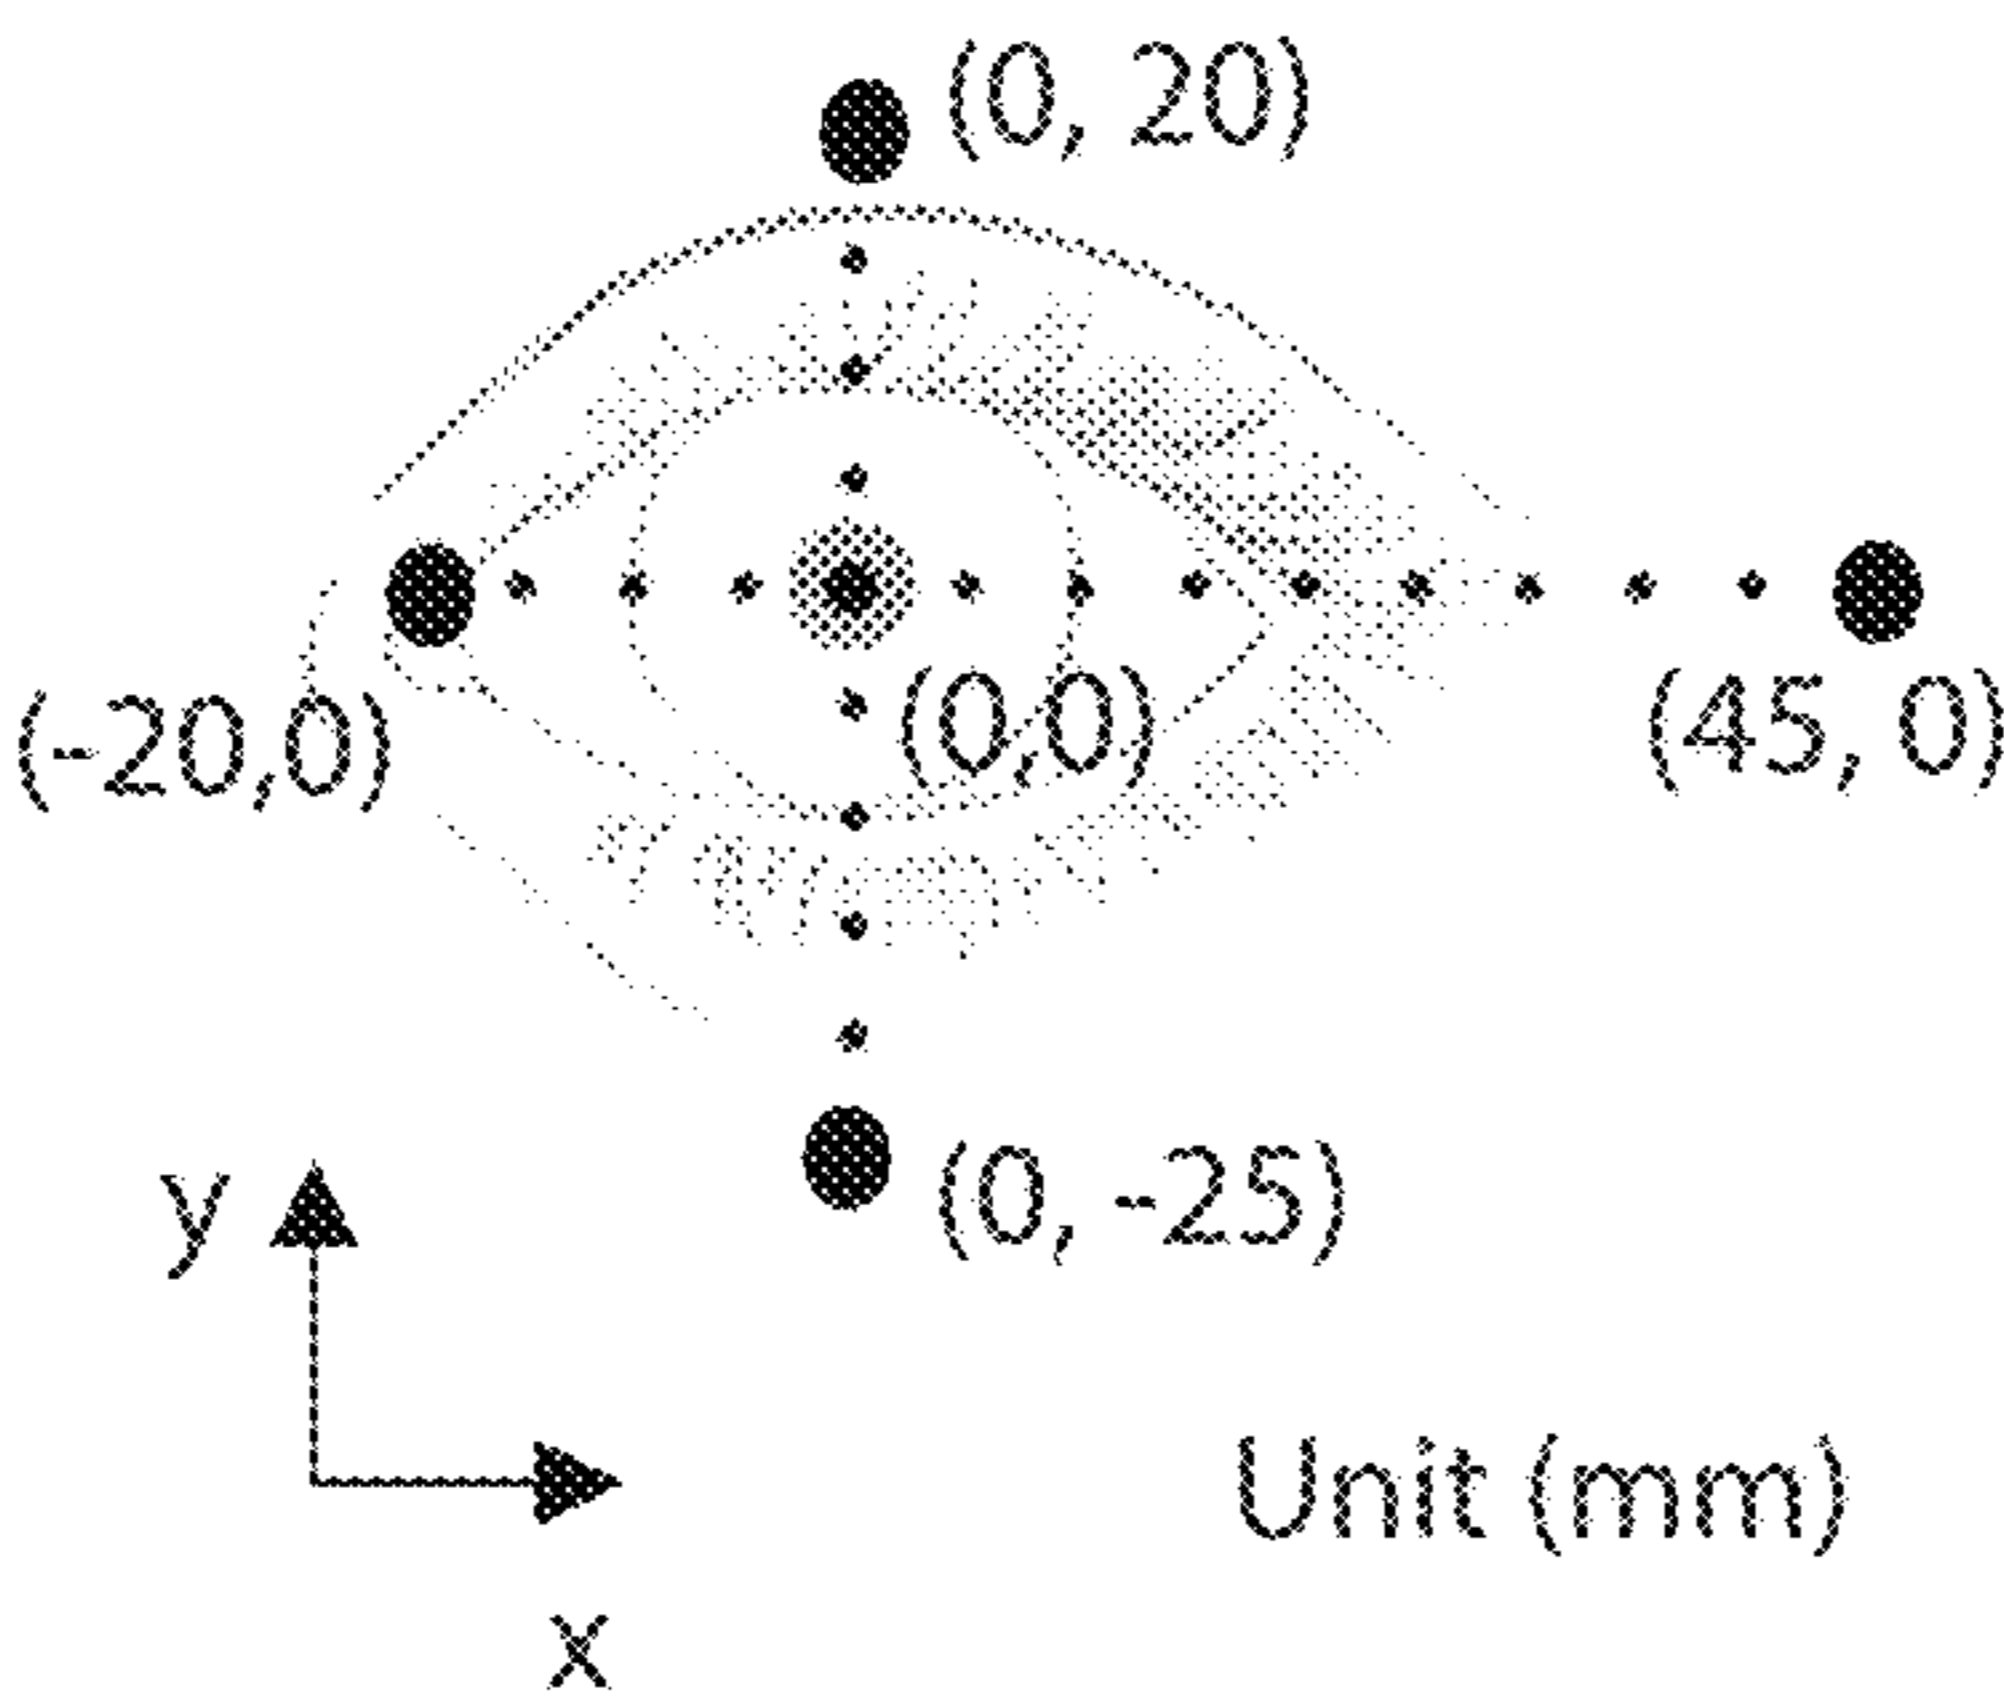 (0, 20)
(-20,0)
(0,0)
(45, 0)
(0, -25)
y
x
Unit (mm)